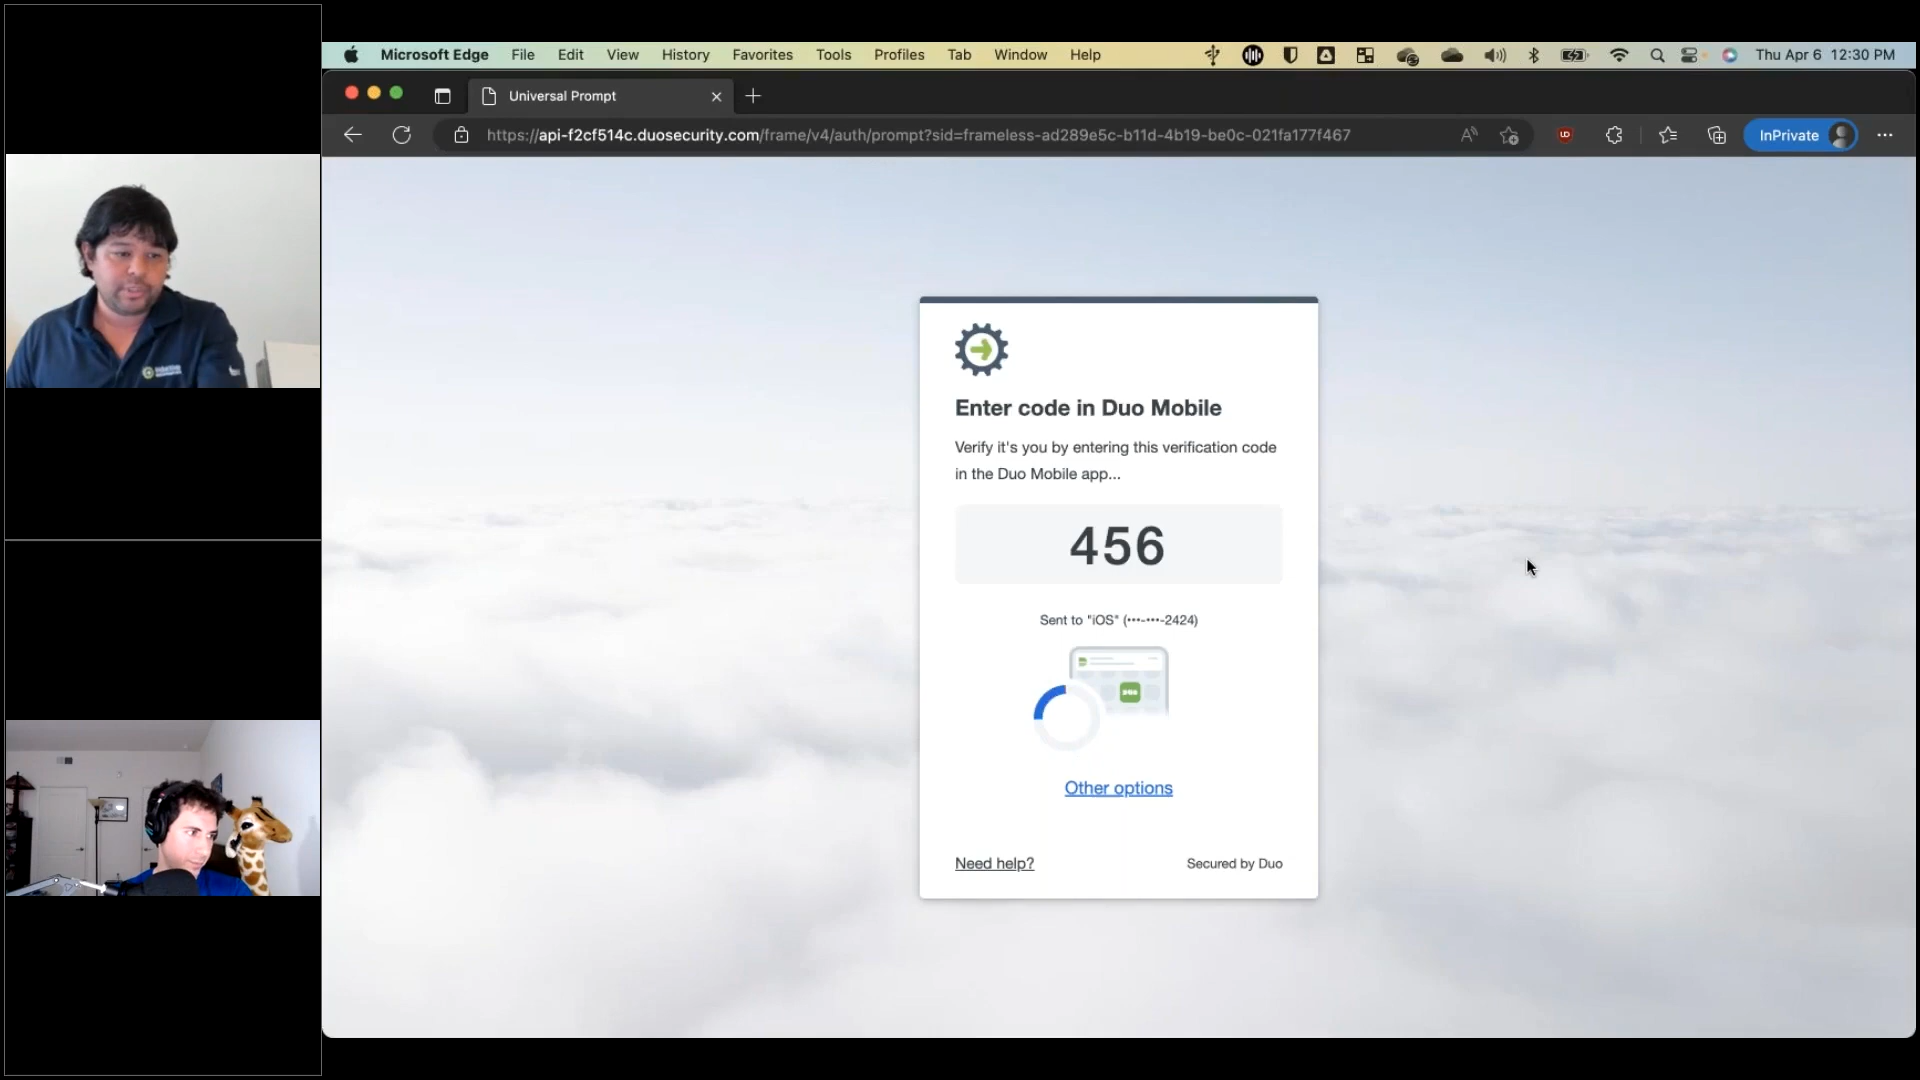 Microsoft Edge File Edit View History Favorites Tools Profiles Tab Window Help Thu Apr 6 12:30 PM
Universal Prompt
https://api-f2cf514c.duosecurity.com/frame/v4/auth/prompt?sid=frameless-ad289e5c-b11d-4b19-be0c-021fa177f467
InPrivate
Enter code in Duo Mobile
Verify it's you by entering this verification code
in the Duo Mobile app...
456
Sent to "iOS" (•••-•••-2424)
Other options
Need help? Secured by Duo